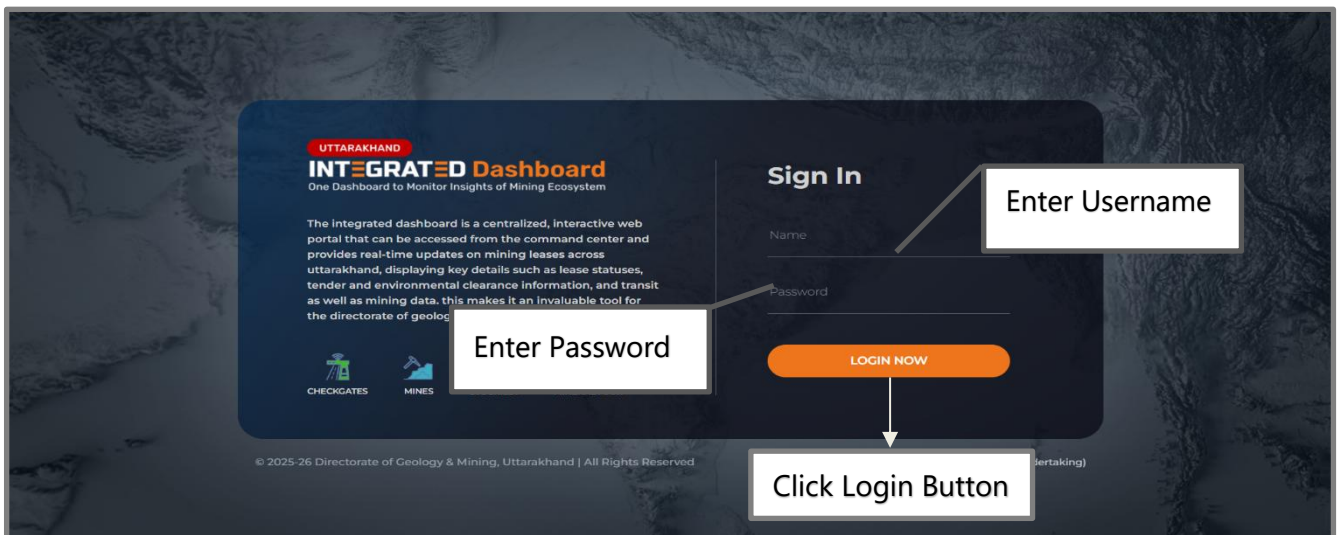 UTTARAKHAND
INTEGRATED Dashboard
One Dashboard to Monitor Insights of Mining Ecosystem
The integrated dashboard is a centralized, interactive web
portal that can be accessed from the command center and
provides real-time updates on mining leases across
uttarakhand, displaying key details such as lease statuses,
tender and environmental clearance information, and transit
as well as mining data. this makes it an invaluable tool for
the directorate of
CHECKGATES
MINES
Sign In
Name
Password
LOGIN NOW
Enter Username
Enter Password
Click Login Button
© 2025-26 Directorate of Geology & Mining, Uttarakhand | All Rights Reserved